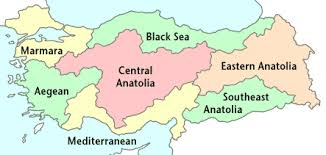 Black Sea
Marmara
Central
Anatolia
Eastern Anatolia
Aegean
Southeast
Anatolia
Mediterranean